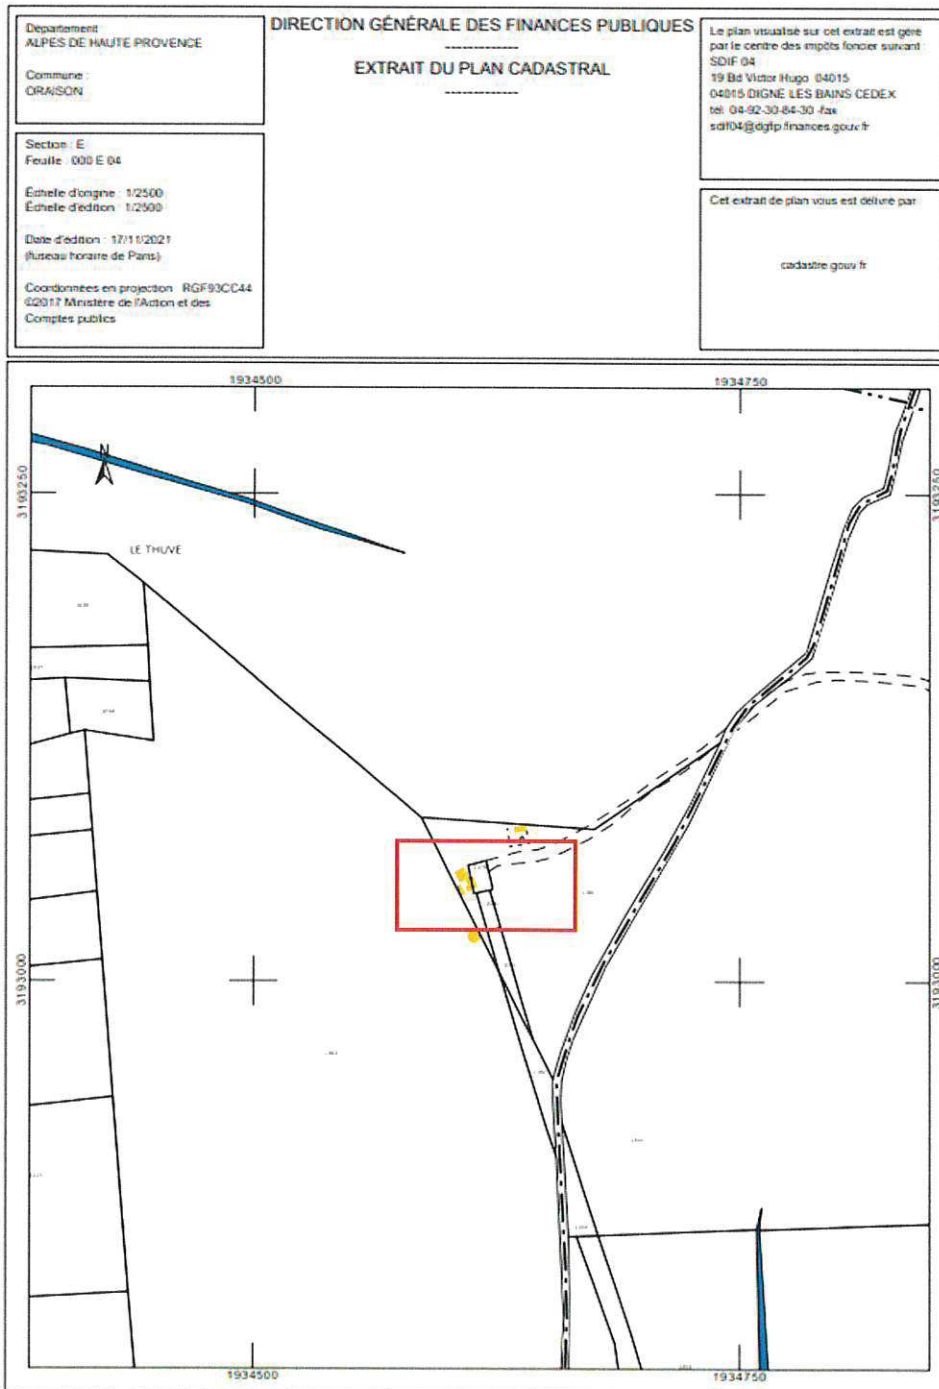 Département :
ALPES DE HAUTE PROVENCE
Commune :
ORAISON
Section : E
Feuille : 000 E 04
Échelle d'origine : 1/2500
Échelle d'édition : 1/2500
Date d'édition : 17/11/2021
(fuseau horaire de Paris)
Coordonnées en projection : RGF93CC44
©2017 Ministère de l'Action et des
Comptes publics
DIRECTION GÉNÉRALE DES FINANCES PUBLIQUES
-------------------
EXTRAIT DU PLAN CADASTRAL
-------------------
Le plan visualisé sur cet extrait est géré
par le centre des impôts foncier suivant :
SDIF 04
19 Bd Victor Hugo 04015
04015 DIGNE LES BAINS CEDEX
tél. 04-92-30-84-30 -fax
sdif04@dgfip.finances.gouv.fr
Cet extrait de plan vous est délivré par
cadastre.gouv.fr
1934500
1934750
3193250
3193250
N
LE THUVE
3193000
3193000
1934500
1934750